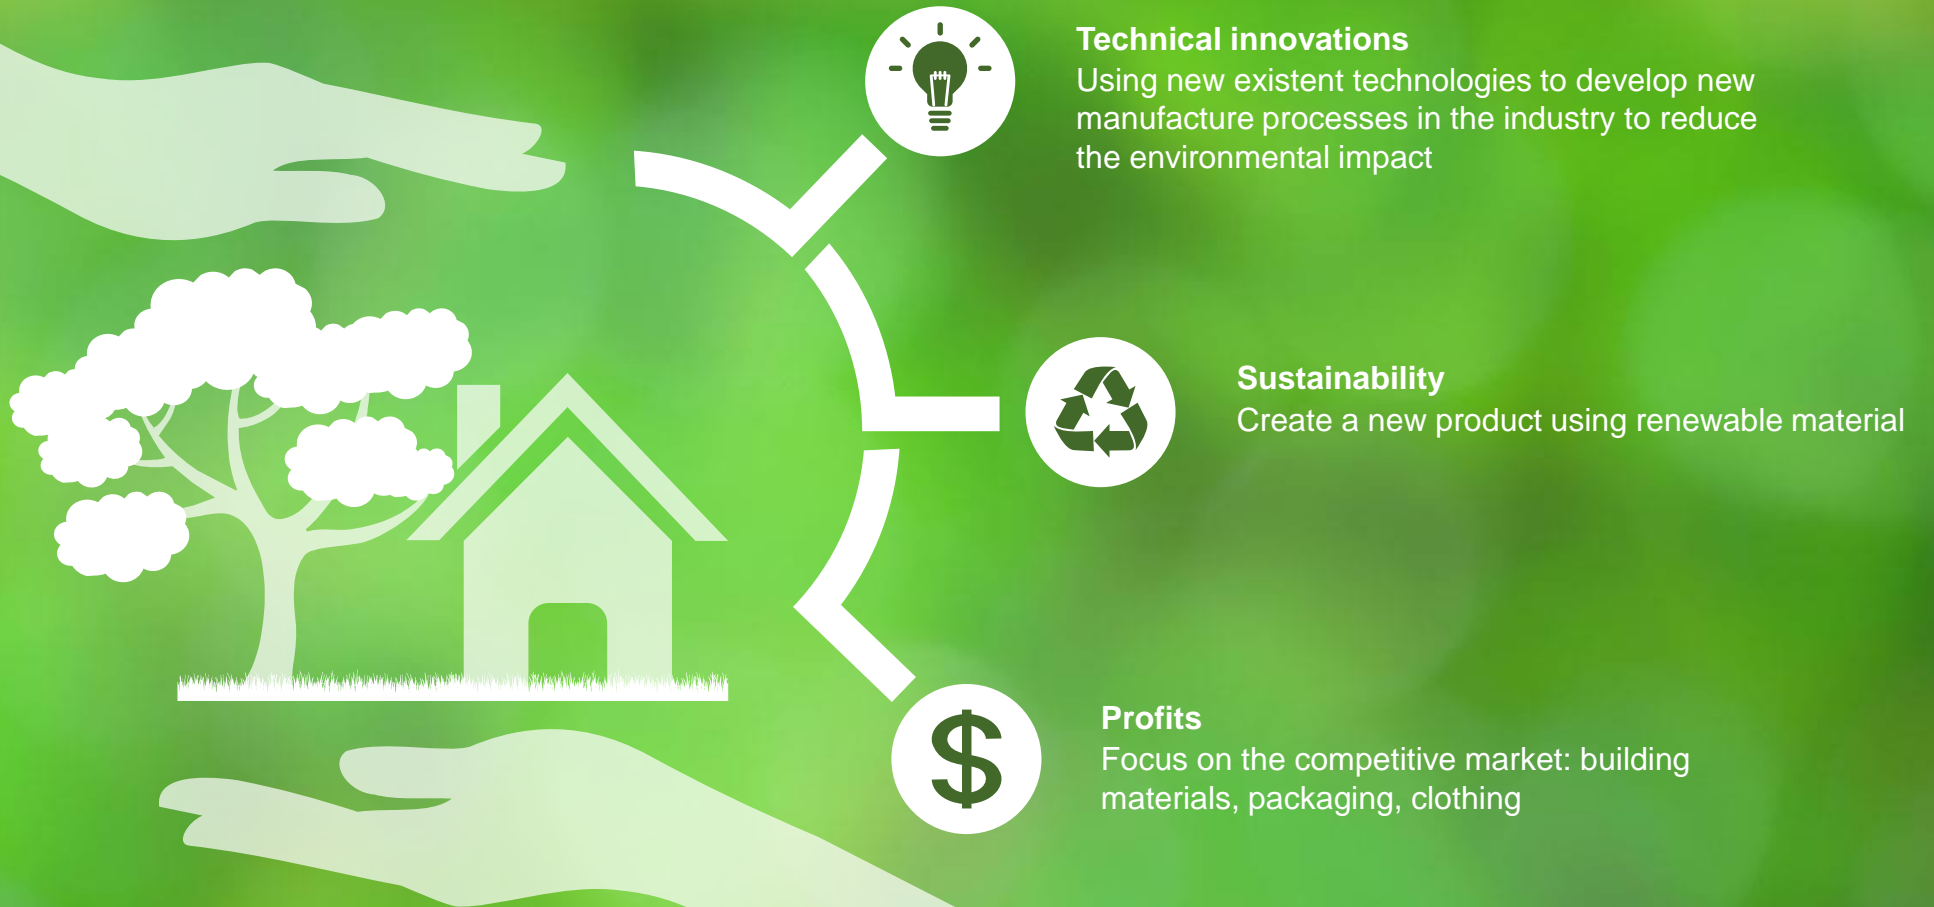 Technical innovations
Using new existent technologies to develop new
manufacture processes in the industry to reduce
the environmental impact
Sustainability
Create a new product using renewable material
Profits
Focus on the competitive market: building
materials, packaging, clothing